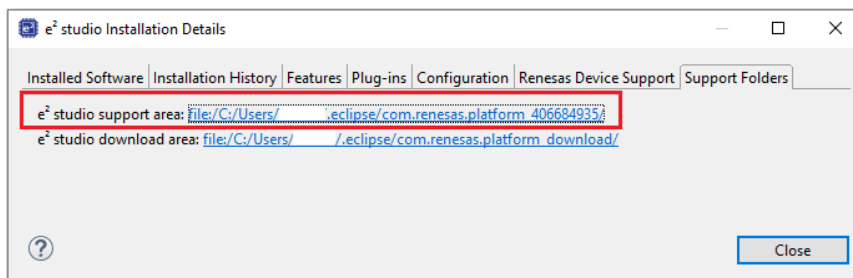 e² studio Installation Details
Installed Software Installation History Features Plug-ins Configuration Renesas Device Support Support Folders
e² studio support area: file:/C:/Users/ /.eclipse/com.renesas.platform_406684935/
e² studio download area: file:/C:/Users/ /.eclipse/com.renesas.platform_download/
?
Close